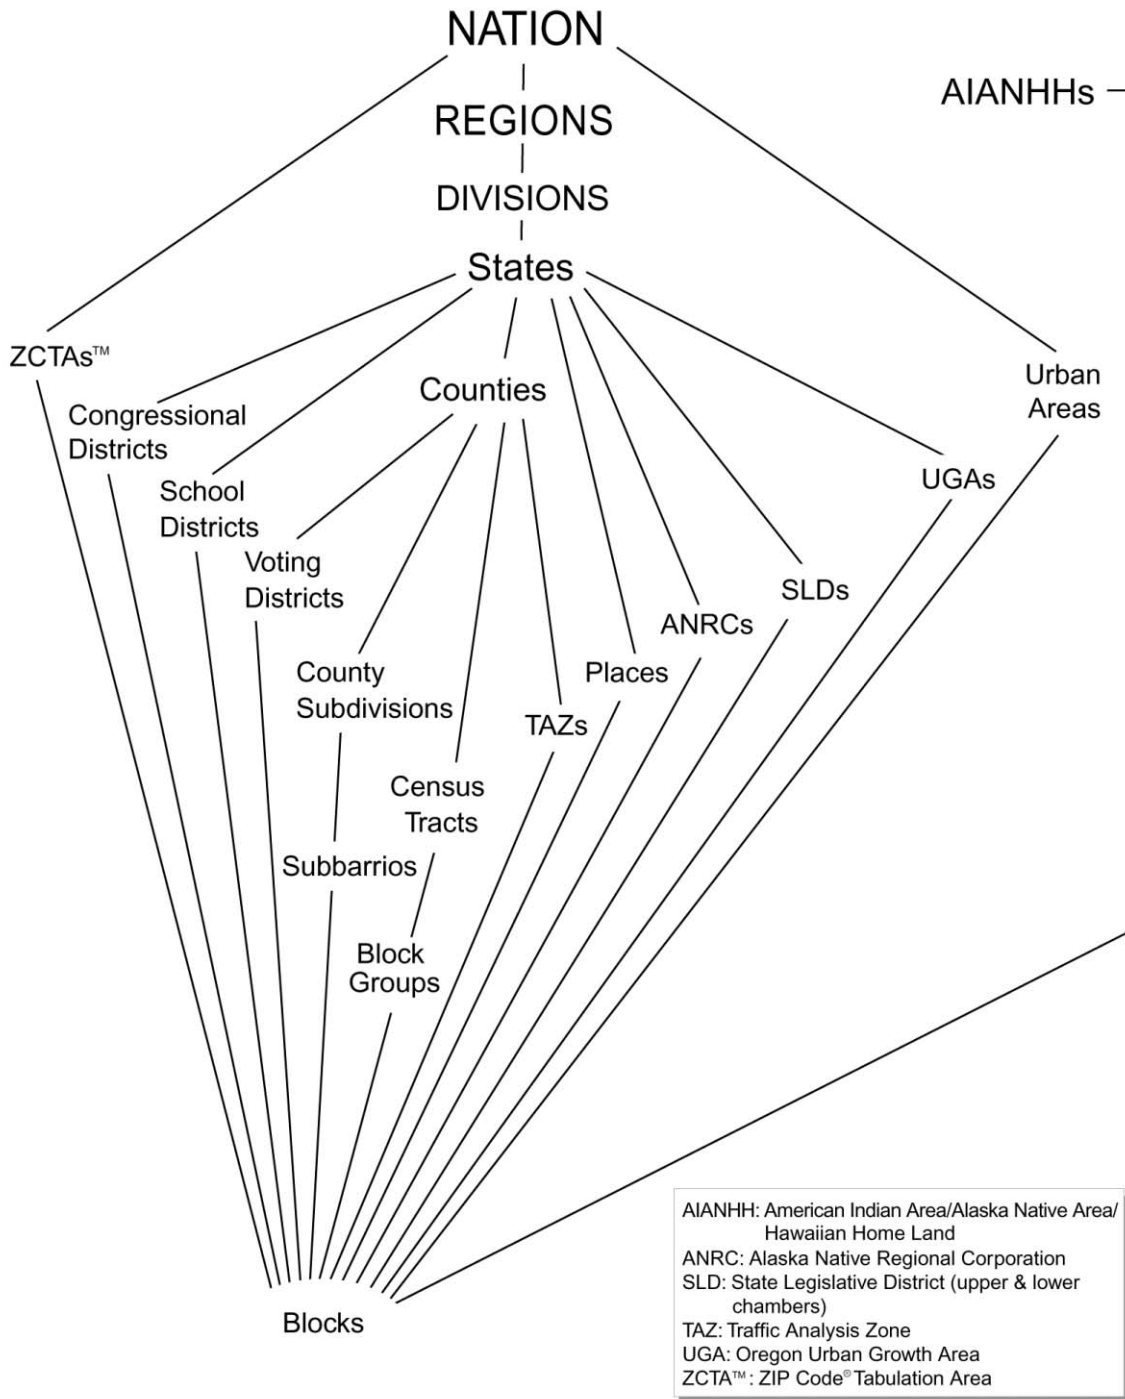 NATION
AIANHHs
REGIONS
DIVISIONS
States
ZCTAs™
Counties
Urban
Areas
Congressional
Districts
School
Districts
UGAs
Voting
Districts
SLDs
ANRCs
County
Subdivisions
Places
TAZs
Census
Tracts
Subbarrios
Block
Groups
Blocks
AIANHH: American Indian Area/Alaska Native Area/
Hawaiian Home Land
ANRC: Alaska Native Regional Corporation
SLD: State Legislative District (upper & lower
chambers)
TAZ: Traffic Analysis Zone
UGA: Oregon Urban Growth Area
ZCTA™: ZIP Code® Tabulation Area